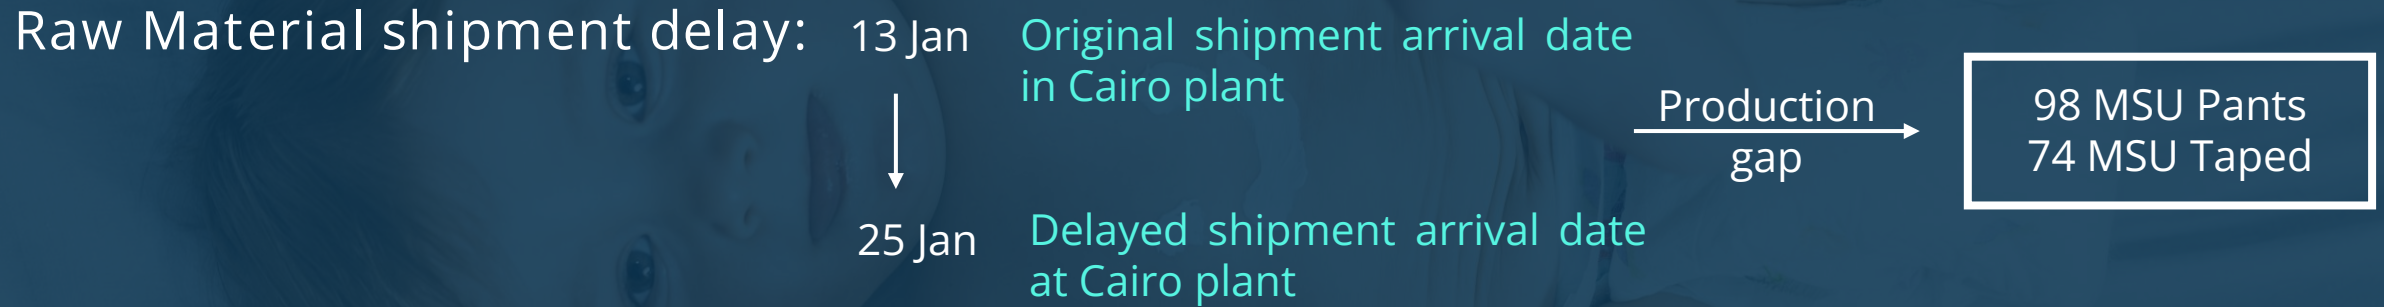 Raw Material shipment delay:
13 Jan
Original shipment arrival date
in Cairo plant
25 Jan
Delayed shipment arrival date
at Cairo plant
Production
gap
98 MSU Pants
74 MSU Taped